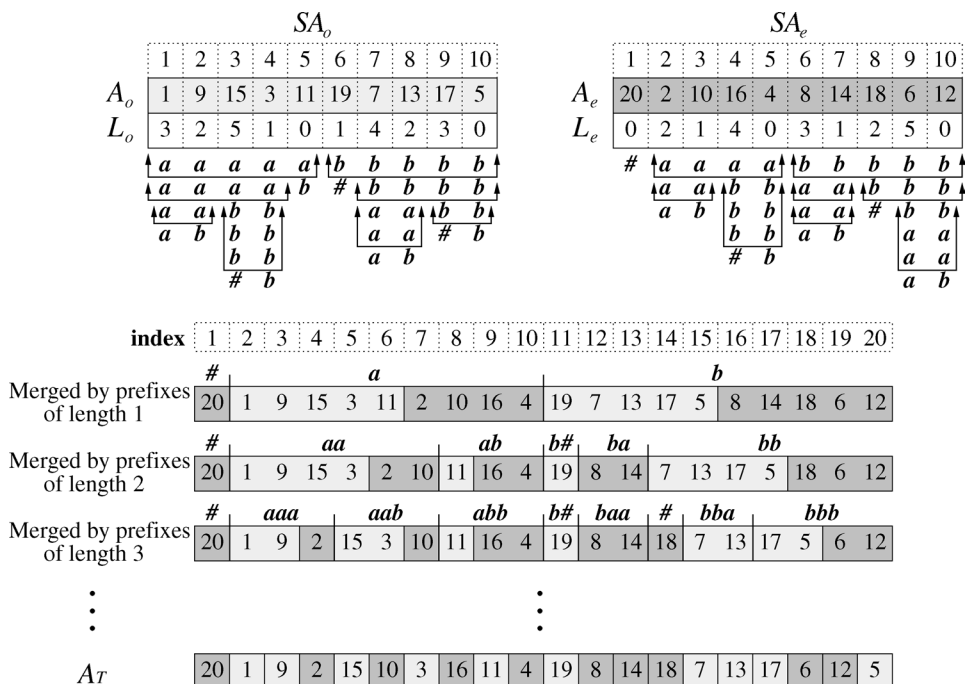 SAo SAe
1 2 3 4 5 6 7 8 9 10 1 2 3 4 5 6 7 8 9 10
Ao 1 9 15 3 11 19 7 13 17 5 Ae 20 2 10 16 4 8 14 18 6 12
Lo 3 2 5 1 0 1 4 2 3 0 Le 0 2 1 4 0 3 1 2 5 0
a a a a a b b b b b # a a a a b b b b b
a a a a b # b b b b a a b b a a b b b
a a b b a a b b a b b b a a # b b
a b b b a a # b b b a b a a
b b a b b b a a
# b # b a b
index 1 2 3 4 5 6 7 8 9 10 11 12 13 14 15 16 17 18 19 20
# a b
Merged by prefixes of length 1 20 1 9 15 3 11 2 10 16 4 19 7 13 17 5 8 14 18 6 12
# aa ab b# ba bb
Merged by prefixes of length 2 20 1 9 15 3 2 10 11 16 4 19 8 14 7 13 17 5 18 6 12
# aaa aab abb b# baa # bba bbb
Merged by prefixes of length 3 20 1 9 2 15 3 10 11 16 4 19 8 14 18 7 13 17 5 6 12
AT 20 1 9 2 15 10 3 16 11 4 19 8 14 18 7 13 17 6 12 5